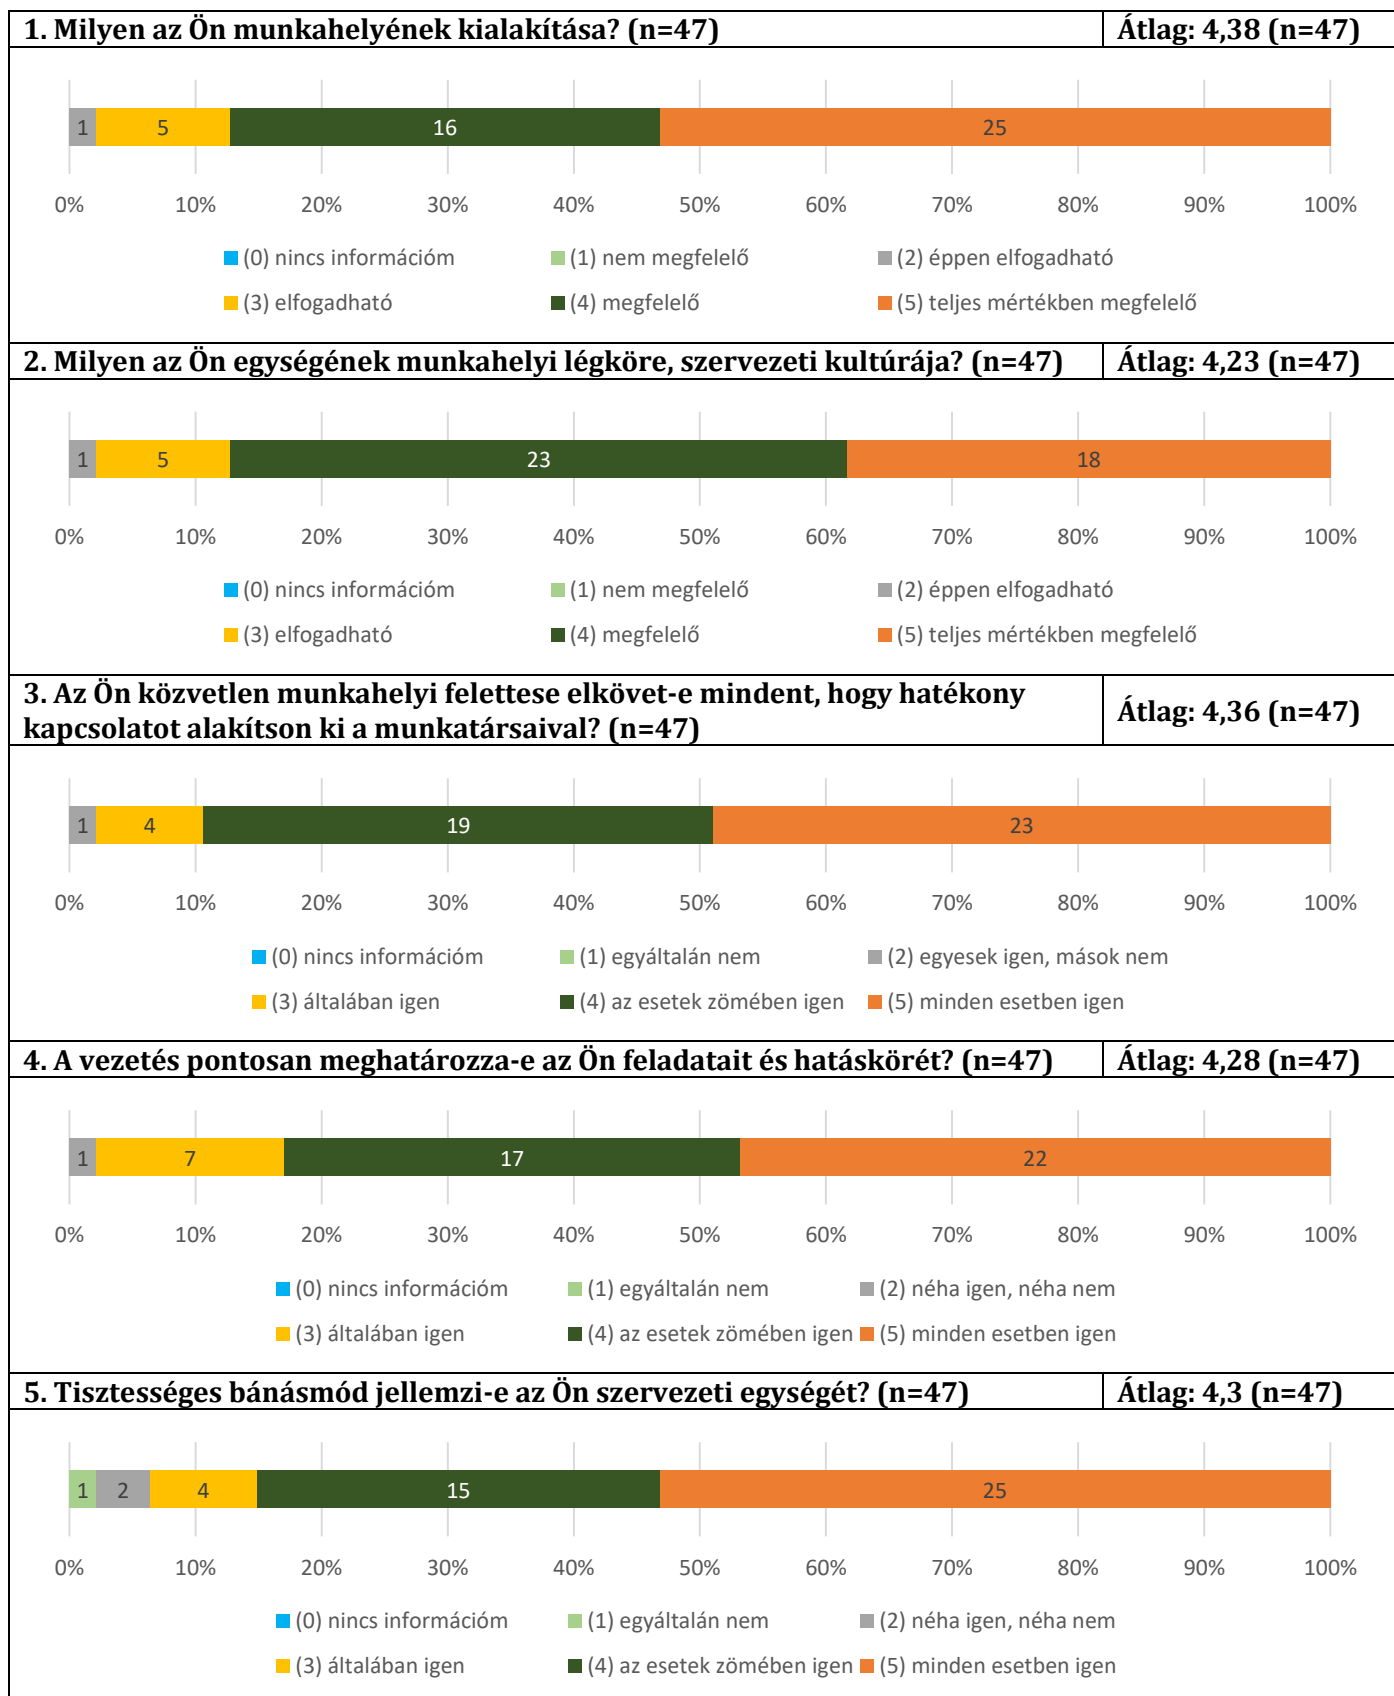 1. Milyen az Ön munkahelyének kialakítása? (n=47) Átlag: 4,38 (n=47)
1 5 16 25
0% 10% 20% 30% 40% 50% 60% 70% 80% 90% 100%
(0) nincs információm (1) nem megfelelő (2) éppen elfogadható
(3) elfogadható (4) megfelelő (5) teljes mértékben megfelelő
2. Milyen az Ön egységének munkahelyi légköre, szervezeti kultúrája? (n=47) Átlag: 4,23 (n=47)
1 5 23 18
0% 10% 20% 30% 40% 50% 60% 70% 80% 90% 100%
(0) nincs információm (1) nem megfelelő (2) éppen elfogadható
(3) elfogadható (4) megfelelő (5) teljes mértékben megfelelő
3. Az Ön közvetlen munkahelyi felettese elkövet-e mindent, hogy hatékony
kapcsolatot alakítson ki a munkatársaival? (n=47) Átlag: 4,36 (n=47)
1 4 19 23
0% 10% 20% 30% 40% 50% 60% 70% 80% 90% 100%
(0) nincs információm (1) egyáltalán nem (2) egyesek igen, mások nem
(3) általában igen (4) az esetek zömében igen (5) minden esetben igen
4. A vezetés pontosan meghatározza-e az Ön feladatait és hatáskörét? (n=47) Átlag: 4,28 (n=47)
1 7 17 22
0% 10% 20% 30% 40% 50% 60% 70% 80% 90% 100%
(0) nincs információm (1) egyáltalán nem (2) néha igen, néha nem
(3) általában igen (4) az esetek zömében igen (5) minden esetben igen
5. Tisztességes bánásmód jellemzi-e az Ön szervezeti egységét? (n=47) Átlag: 4,3 (n=47)
1 2 4 15 25
0% 10% 20% 30% 40% 50% 60% 70% 80% 90% 100%
(0) nincs információm (1) egyáltalán nem (2) néha igen, néha nem
(3) általában igen (4) az esetek zömében igen (5) minden esetben igen